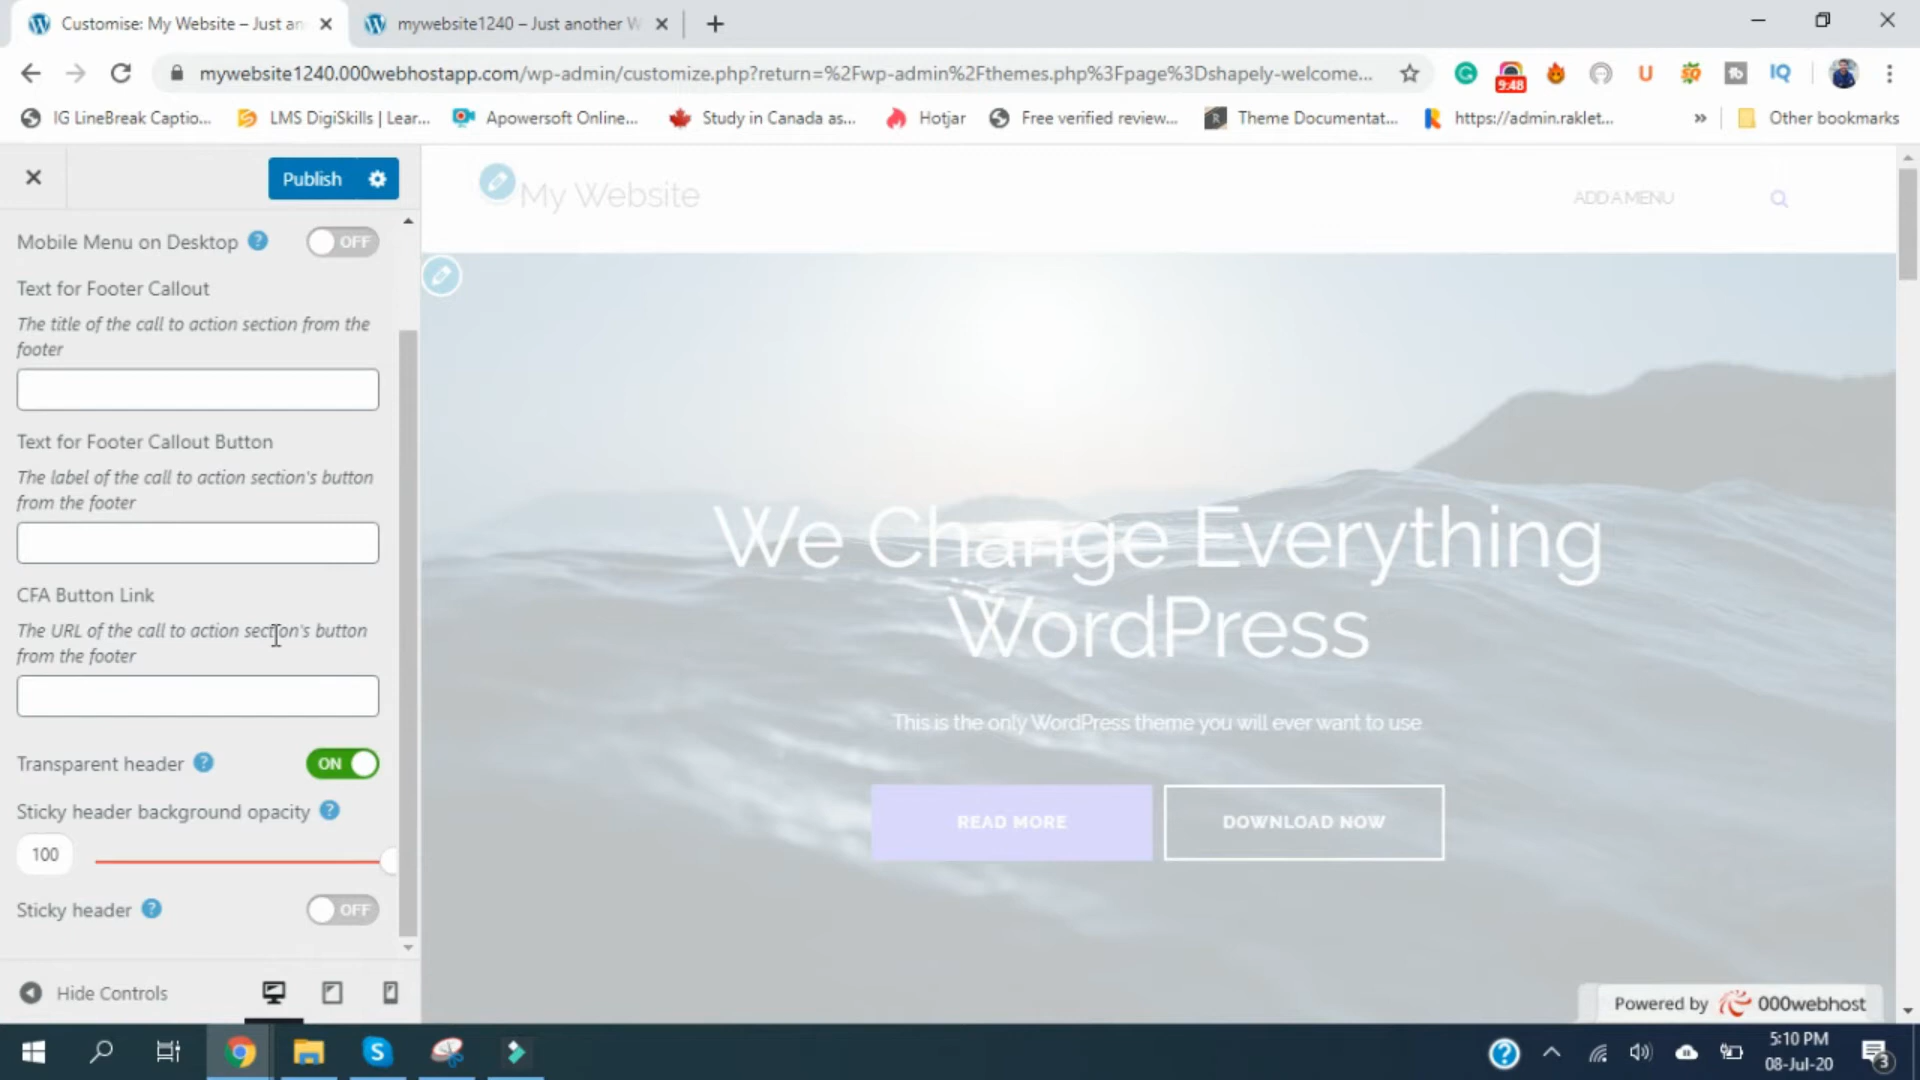 Customise: My Website – Just an
mywebsite1240 – Just another W
mywebsite1240.000webhostapp.com/wp-admin/customize.php?return=%2Fwp-admin%2Fthemes.php%3Fpage%3Dshapely-welcome...
9:48
U
IQ
IG LineBreak Captio...
LMS DigiSkills | Lear...
Apowersoft Online...
Study in Canada as...
Hotjar
Free verified review...
Theme Documentat...
https://admin.raklet...
»
Other bookmarks
Publish
My Website
ADD A MENU
Mobile Menu on Desktop ?
OFF
Text for Footer Callout
The title of the call to action section from the
footer
Text for Footer Callout Button
The label of the call to action section's button
from the footer
CFA Button Link
The URL of the call to action section's button
from the footer
Transparent header ?
ON
Sticky header background opacity ?
100
Sticky header ?
OFF
Hide Controls
We Change Everything
WordPress
This is the only WordPress theme you will ever want to use
READ MORE
DOWNLOAD NOW
Powered by 000webhost
5:10 PM
08-Jul-20
3